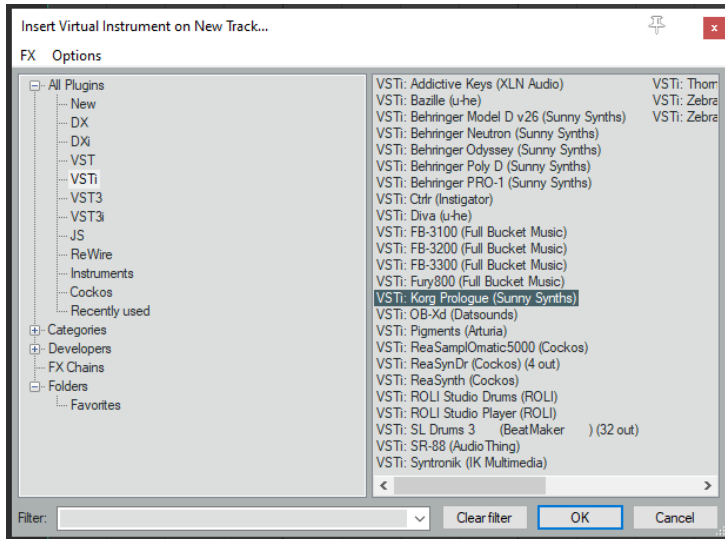 Insert Virtual Instrument on New Track...
x
FX Options
All Plugins
New
DX
DXi
VST
VSTi
VST3
VST3i
JS
ReWire
Instruments
Cockos
Recently used
Categories
Developers
FX Chains
Folders
Favorites
VSTi: Addictive Keys (XLN Audio)
VSTi: Bazille (u-he)
VSTi: Behringer Model D v26 (Sunny Synths)
VSTi: Behringer Neutron (Sunny Synths)
VSTi: Behringer Odyssey (Sunny Synths)
VSTi: Behringer Poly D (Sunny Synths)
VSTi: Behringer PRO-1 (Sunny Synths)
VSTi: Ctrlr (Instigator)
VSTi: Diva (u-he)
VSTi: FB-3100 (Full Bucket Music)
VSTi: FB-3200 (Full Bucket Music)
VSTi: FB-3300 (Full Bucket Music)
VSTi: Fury800 (Full Bucket Music)
VSTi: Korg Prologue (Sunny Synths)
VSTi: OB-Xd (Datsounds)
VSTi: Pigments (Arturia)
VSTi: ReaSamplOmatic5000 (Cockos)
VSTi: ReaSynDr (Cockos) (4 out)
VSTi: ReaSynth (Cockos)
VSTi: ROLI Studio Drums (ROLI)
VSTi: ROLI Studio Player (ROLI)
VSTi: SL Drums 3 (BeatMaker ) (32 out)
VSTi: SR-88 (AudioThing)
VSTi: Syntronik (IK Multimedia)
VSTi: Thorn
VSTi: Zebra
VSTi: Zebra
Filter:
Clear filter
OK
Cancel